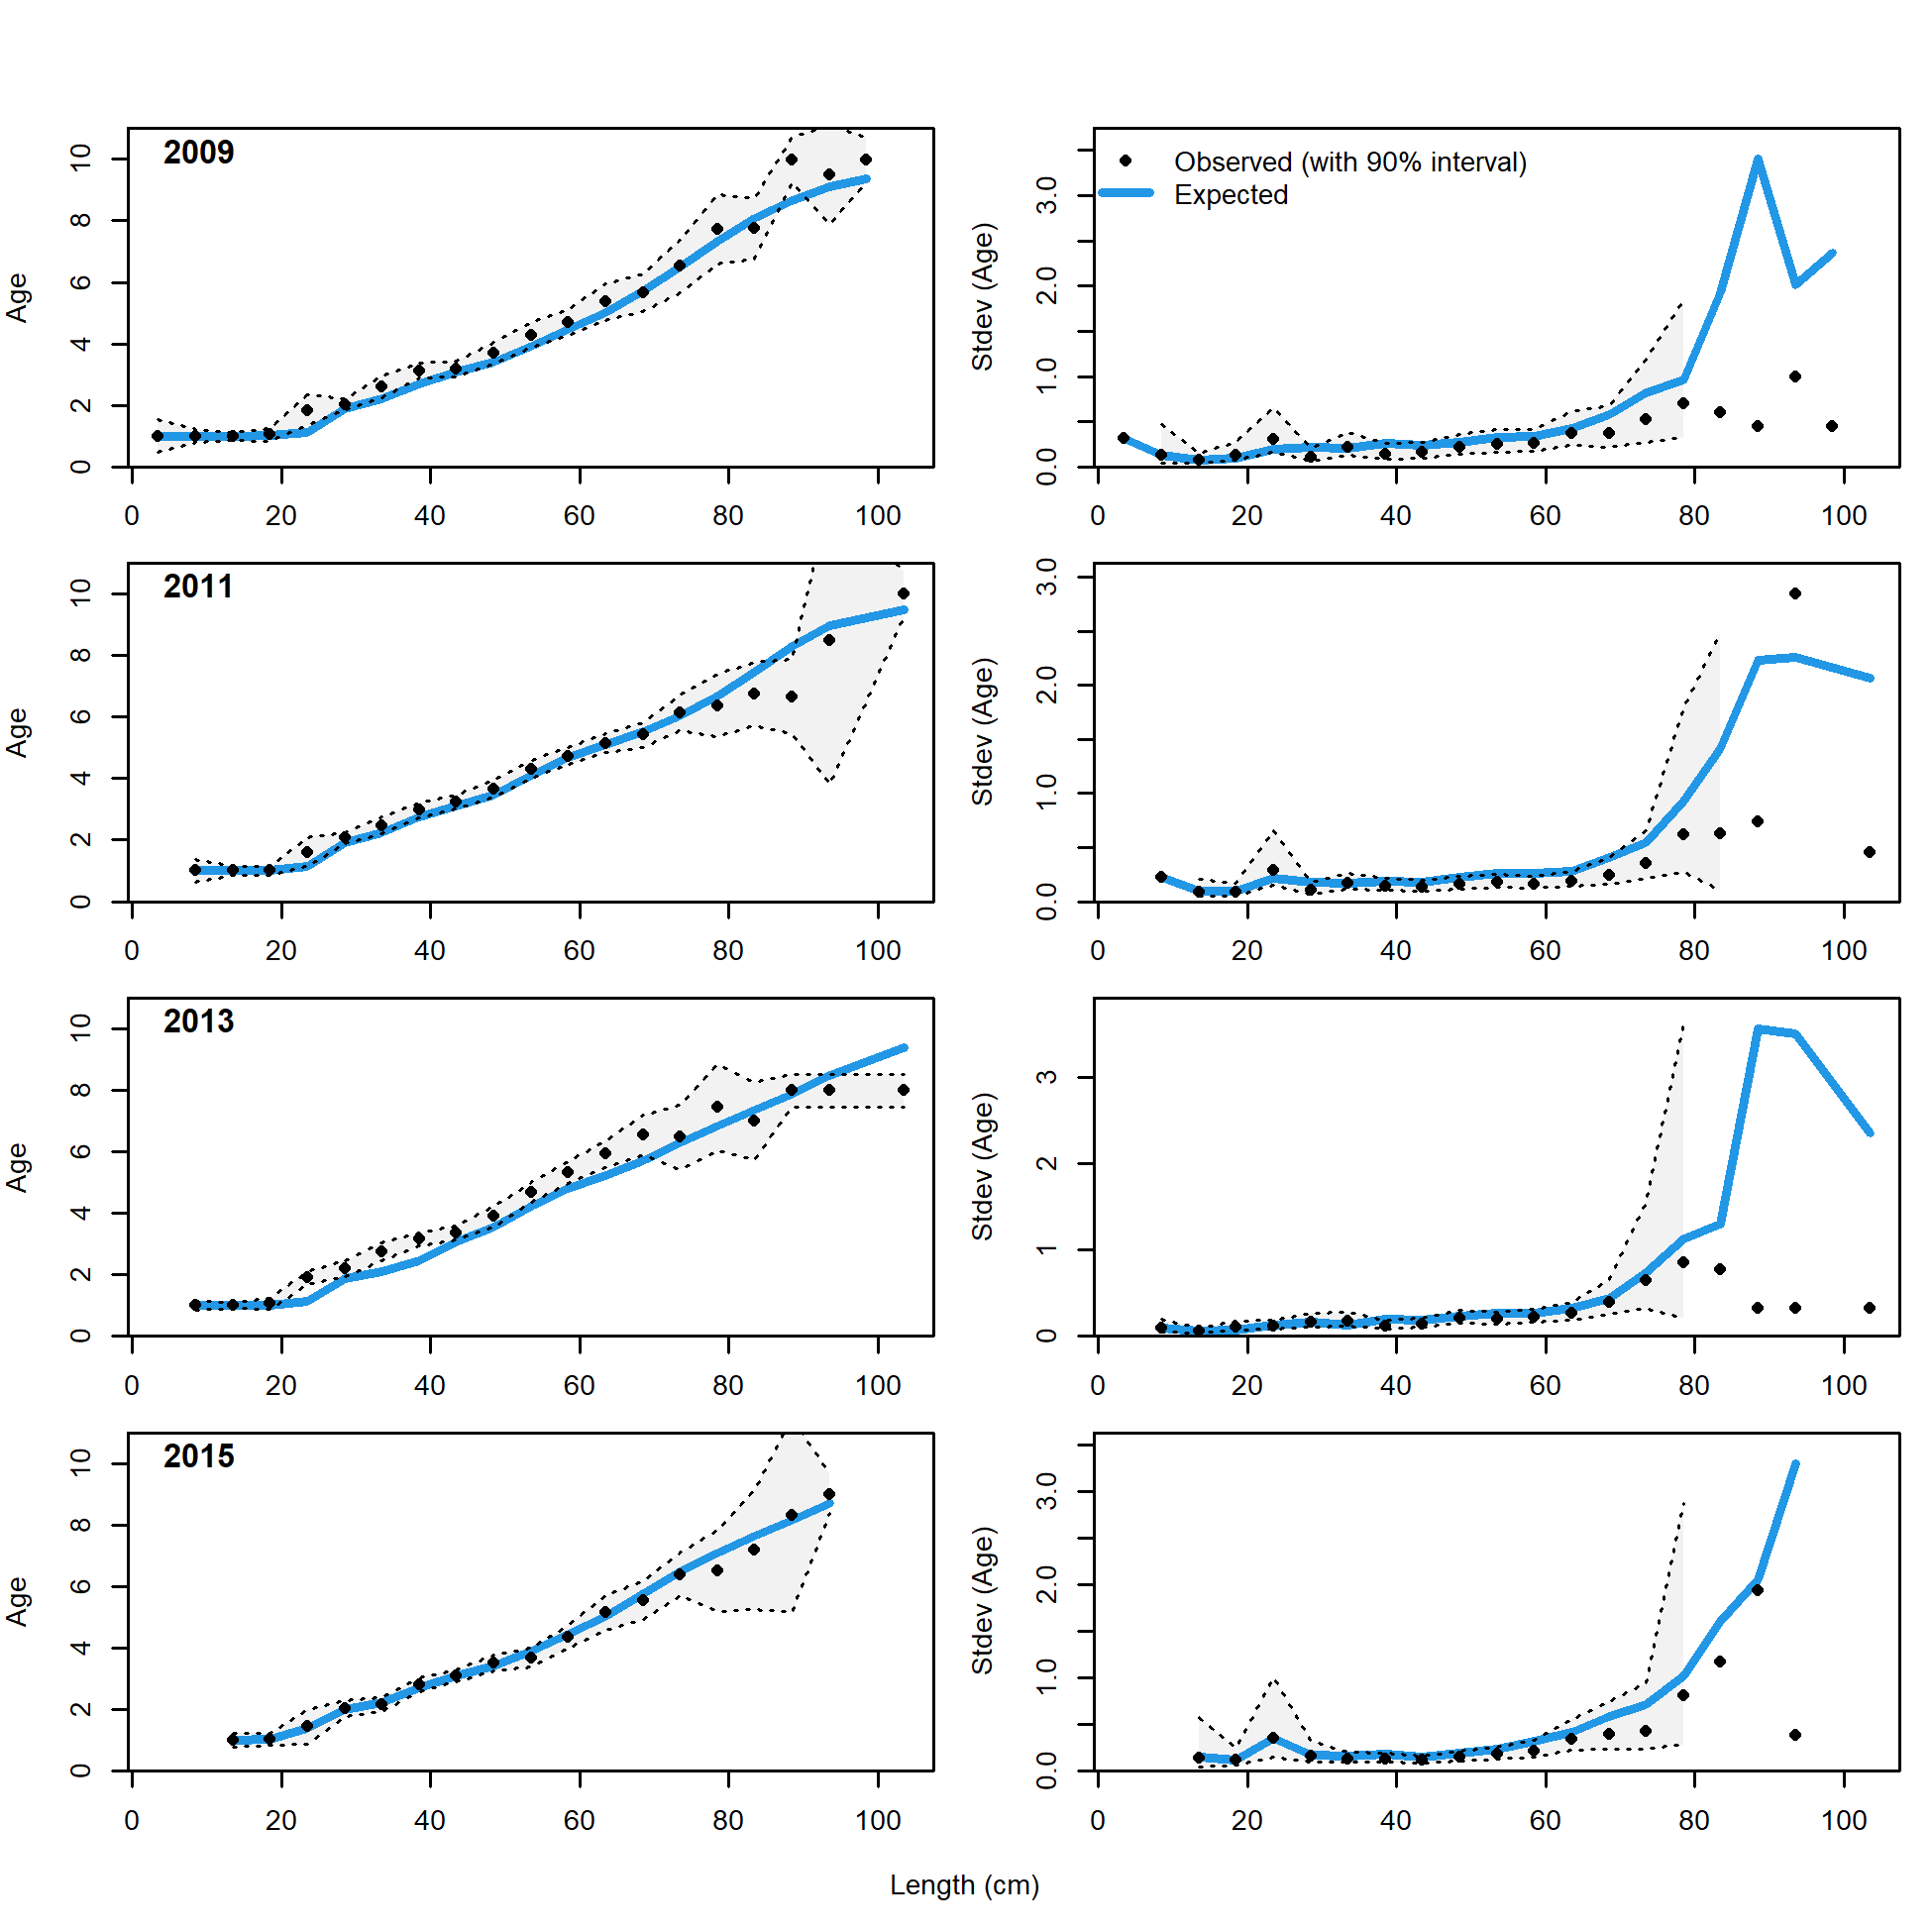 2009
Age
0 2 4 6 8 10
0 20 40 60 80 100
Observed (with 90% interval)
Expected
Stdev (Age)
0.0 1.0 2.0 3.0
0 20 40 60 80 100
2011
Age
0 2 4 6 8 10
0 20 40 60 80 100
Stdev (Age)
0.0 1.0 2.0 3.0
0 20 40 60 80 100
2013
Age
0 2 4 6 8 10
0 20 40 60 80 100
Stdev (Age)
0 1 2 3
0 20 40 60 80 100
2015
Age
0 2 4 6 8 10
0 20 40 60 80 100
Stdev (Age)
0.0 1.0 2.0 3.0
0 20 40 60 80 100
Length (cm)